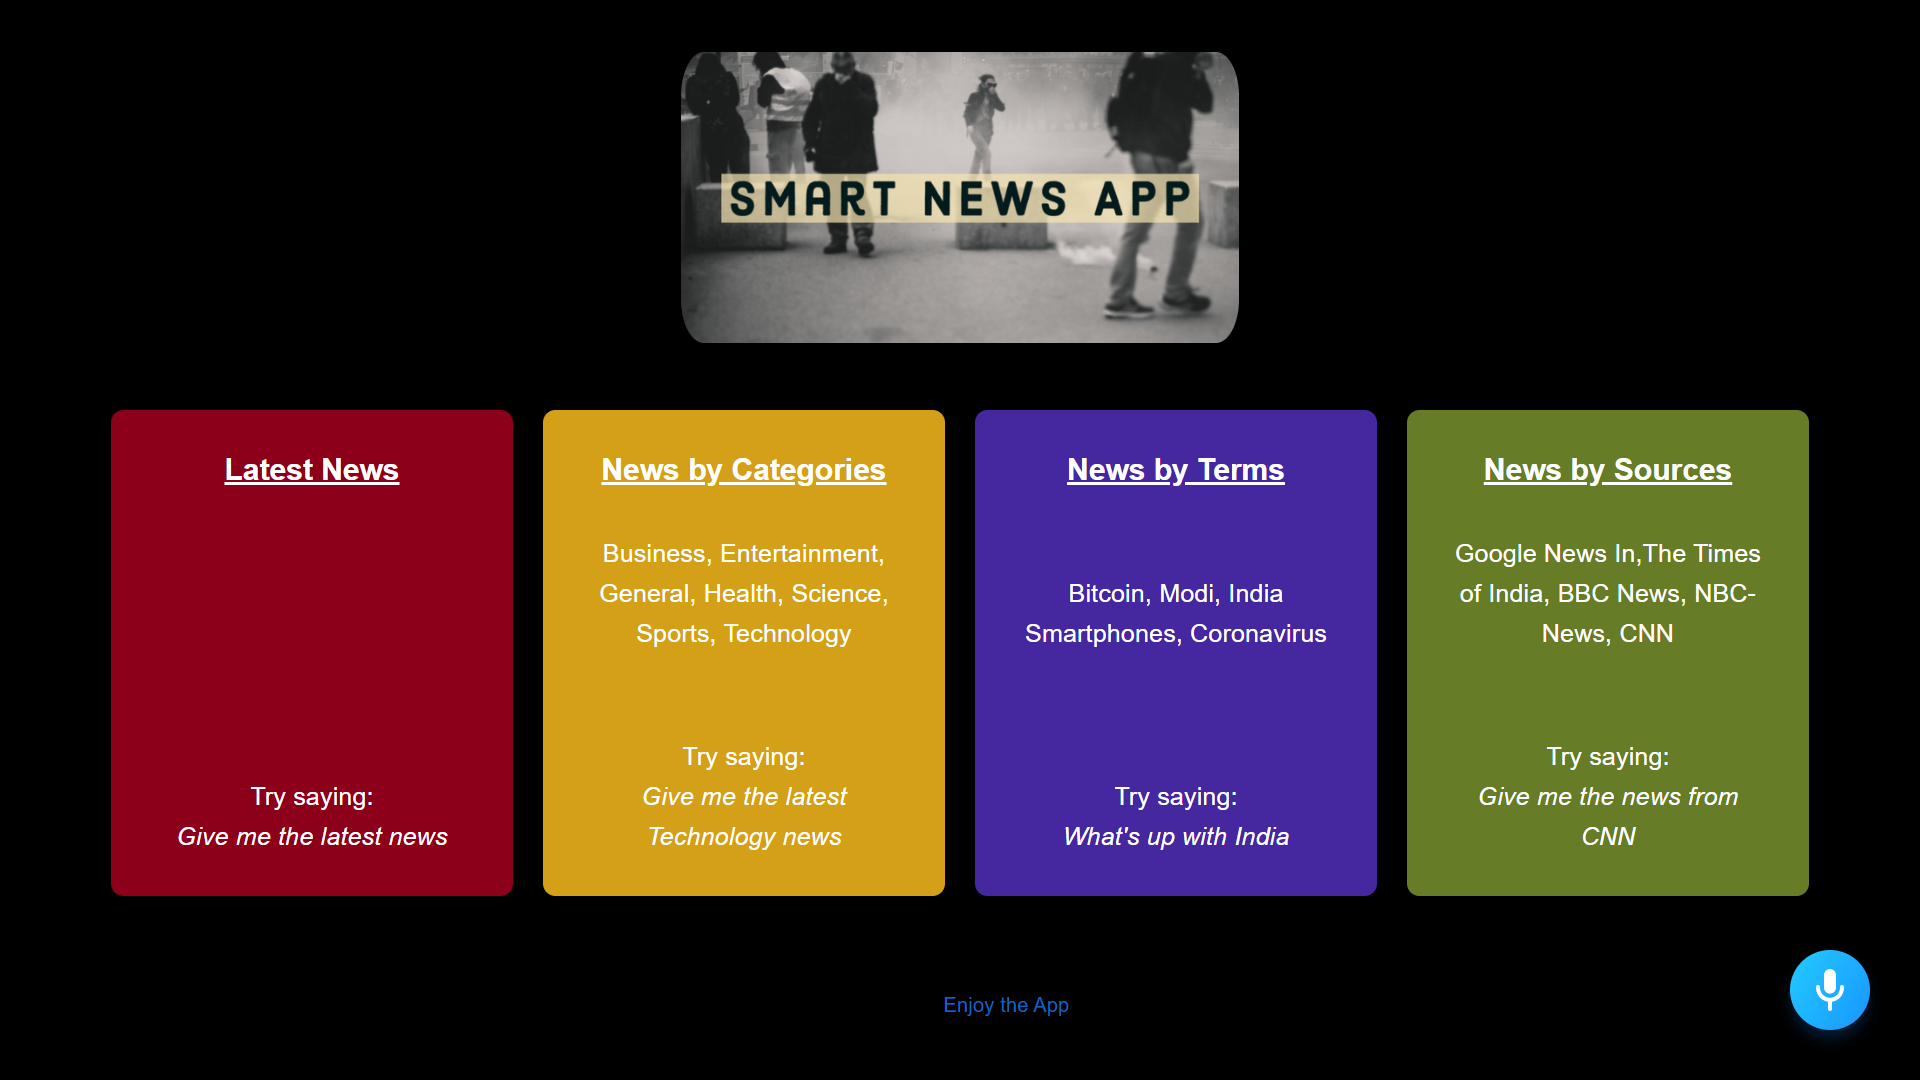 SMART NEWS APP
Latest News
Try saying:
Give me the latest news
News by Categories
Business, Entertainment,
General, Health, Science,
Sports, Technology
Try saying:
Give me the latest
Technology news
News by Terms
Bitcoin, Modi, India
Smartphones, Coronavirus
Try saying:
What's up with India
News by Sources
Google News In,The Times
of India, BBC News, NBC-
News, CNN
Try saying:
Give me the news from
CNN
Enjoy the App